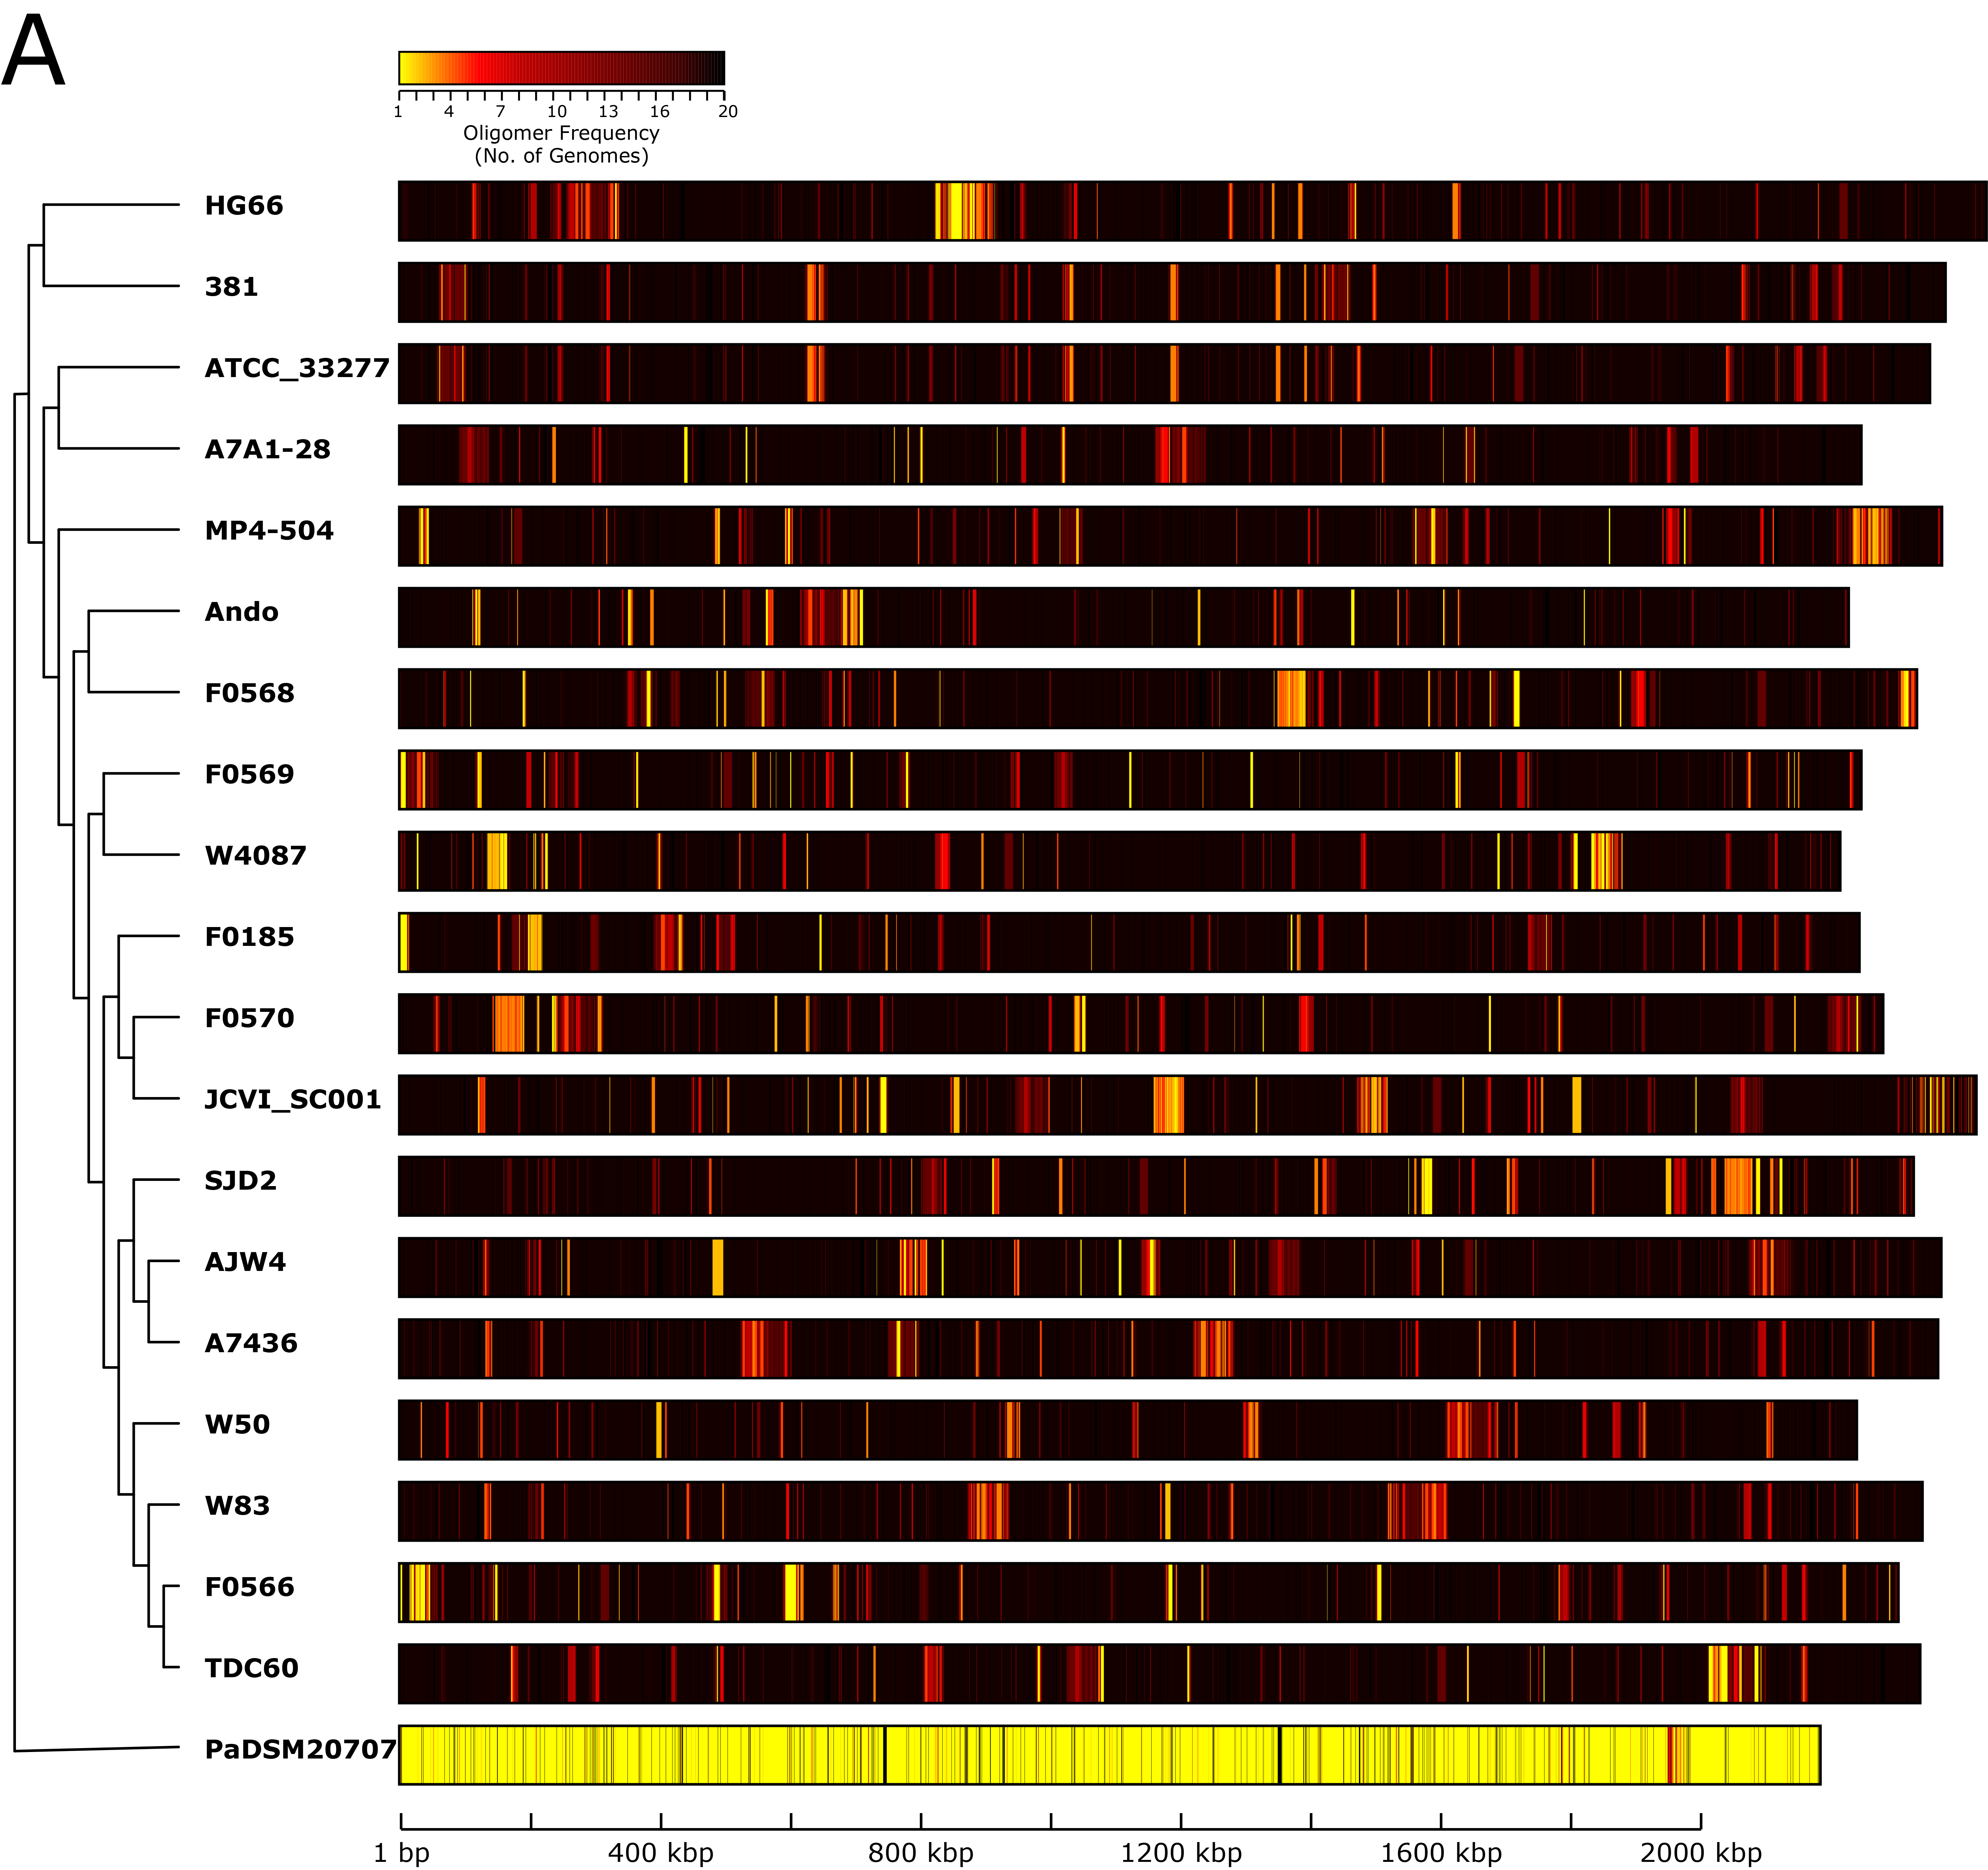 A
1 4 7 10 13 16 20
Oligomer Frequency
(No. of Genomes)
HG66
381
ATCC_33277
A7A1-28
MP4-504
Ando
F0568
F0569
W4087
F0185
F0570
JCVI_SC001
SJD2
AJW4
A7436
W50
W83
F0566
TDC60
PaDSM20707
1 bp 400 kbp 800 kbp 1200 kbp 1600 kbp 2000 kbp